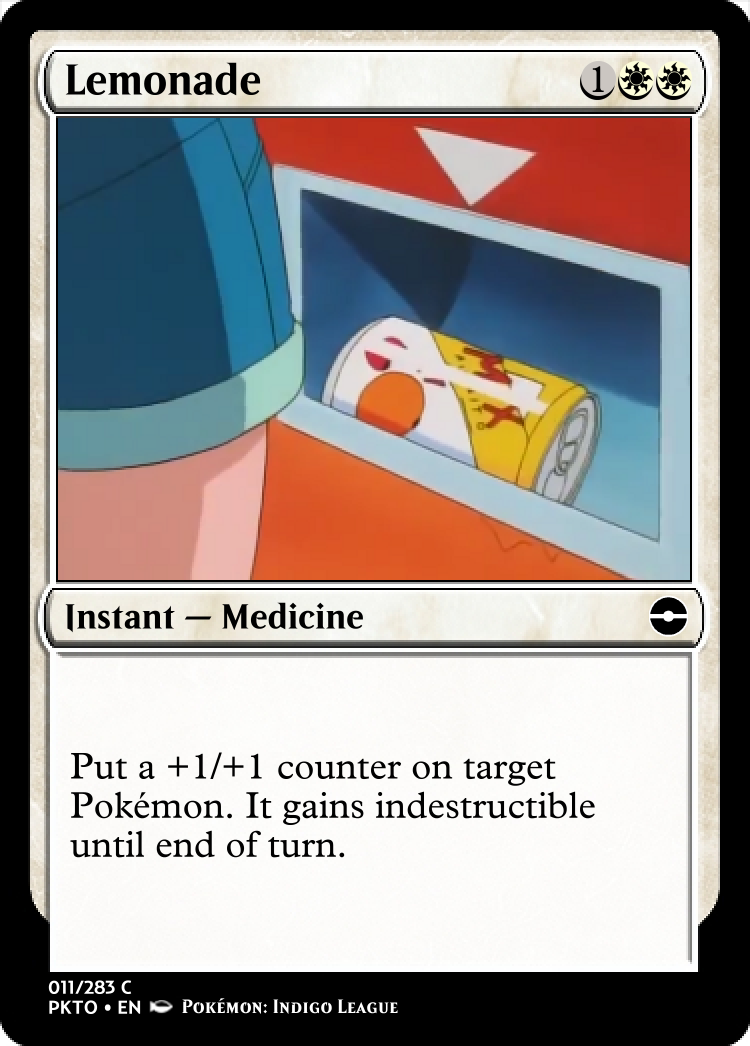 Lemonade 1
Instant — Medicine
Put a +1/+1 counter on target
Pokémon. It gains indestructible
until end of turn.
011/283 C
PKTO • EN Pokémon: Indigo League